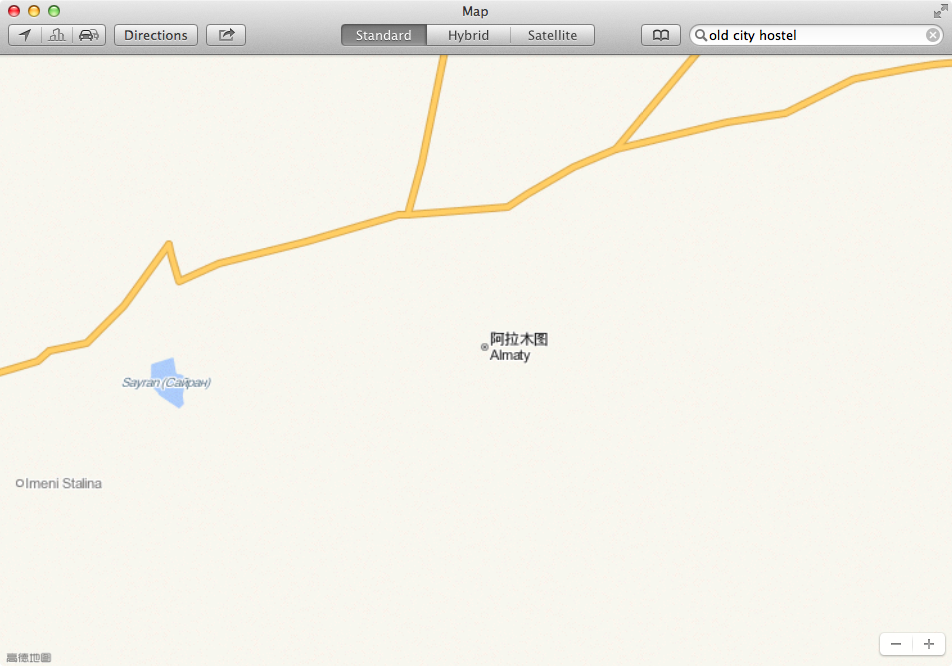 Map
Directions
Standard
Hybrid
Satellite
old city hostel
阿拉木图
Almaty
Sayran (Сайран)
Imeni Stalina
高德地圖